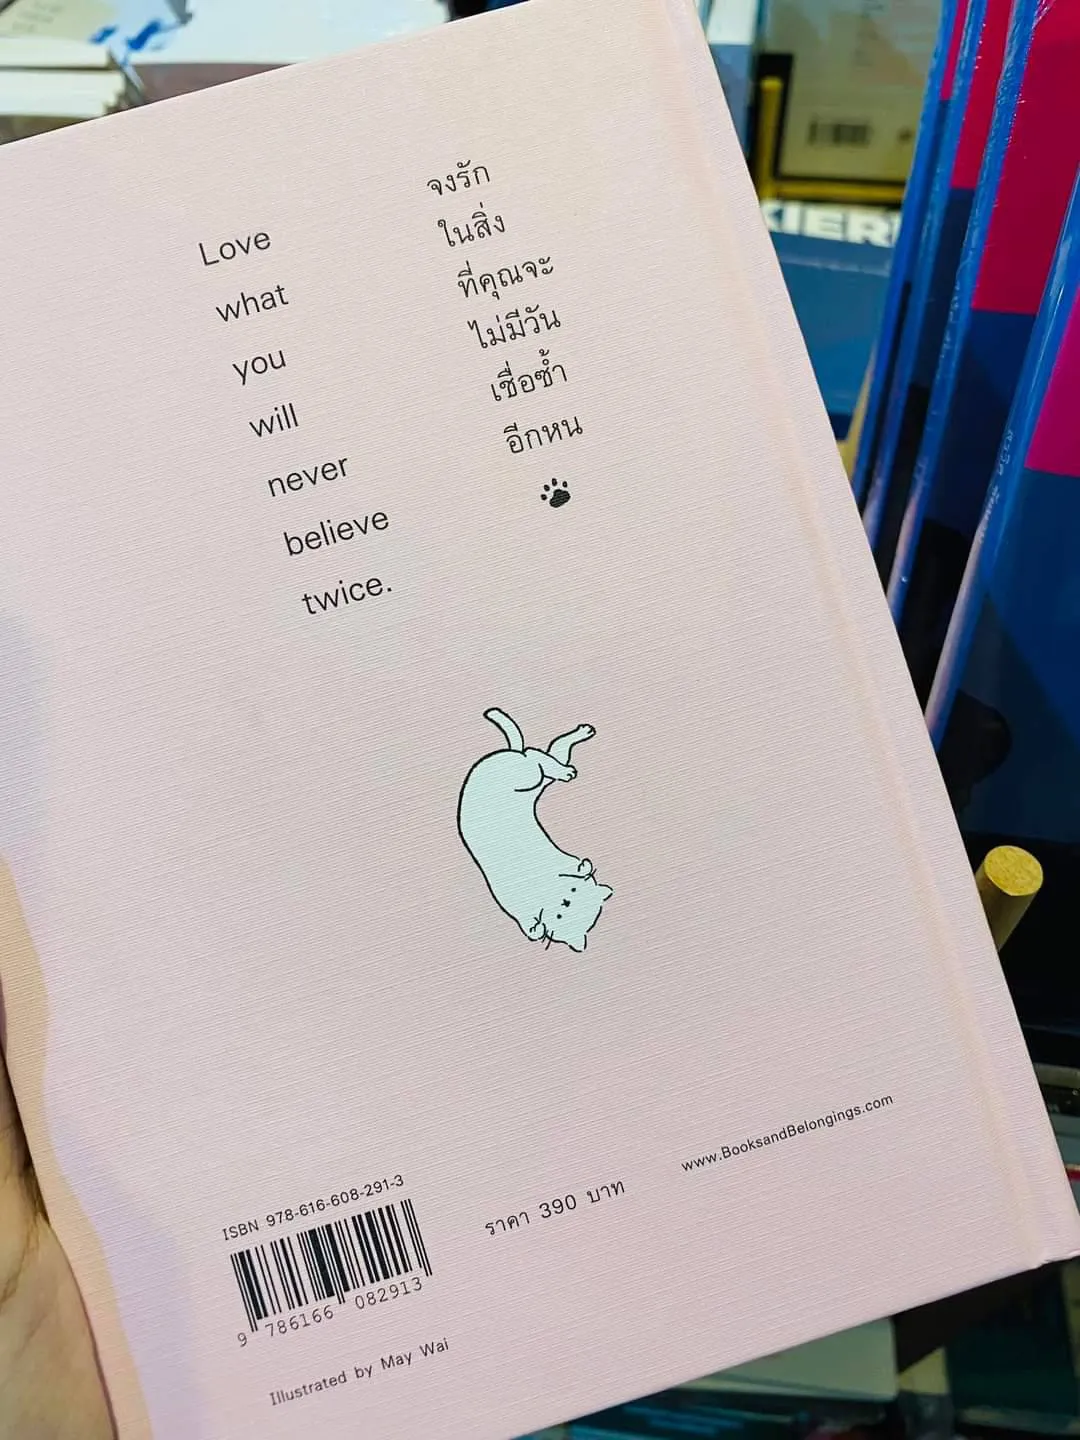 Love
what
you
will
never
believe
twice.
จงรัก
ในสิ่ง
ที่คุณจะ
ไม่มีวัน
เชื่อซ้ำ
อีกหน
www.BooksandBelongings.com
ISBN 978-616-608-291-3
ราคา 390 บาท
9 786166 082913
Illustrated by May Wai